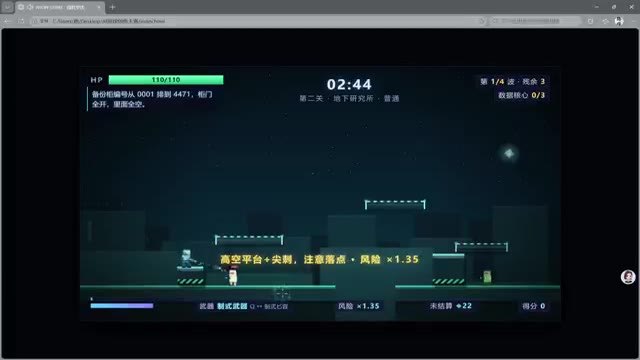 HP 110/110
备份柜编号从 0001 排到 4471，柜门
全开，里面全空。
02:44
第二关 · 地下研究所 · 普通
第 1/4 波 · 残余 3
数据核心 0/3
高空平台+尖刺，注意落点 · 风险 ×1.35
武器 制式武器 Q ↔ 制式匕首
风险 ×1.35
未结算 ◆22
得分 0